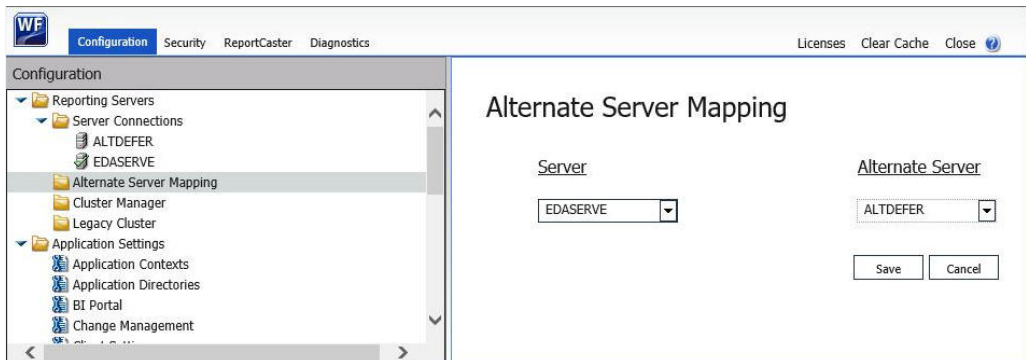 WF
Configuration Security ReportCaster Diagnostics Licenses Clear Cache Close ?
Configuration
Reporting Servers
Server Connections
ALTDEFER
EDASERVE
Alternate Server Mapping
Cluster Manager
Legacy Cluster
Application Settings
Application Contexts
Application Directories
BI Portal
Change Management
Alternate Server Mapping
Server Alternate Server
EDASERVE ALTDEFER
Save Cancel